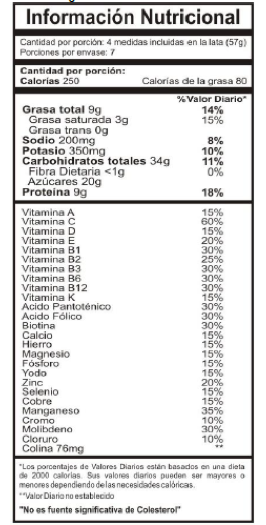 Información Nutricional
Cantidad por porción: 4 medidas incluidas en la lata (57g)
Porciones por envase: 7
Cantidad por porción:
Calorías 250 Calorías de la grasa 80
%Valor Diario*
Grasa total 9g 14%
Grasa saturada 3g 15%
Grasa trans 0g
Sodio 200mg 8%
Potasio 350mg 10%
Carbohidratos totales 34g 11%
Fibra Dietaria <1g 0%
Azúcares 20g
Proteína 9g 18%
Vitamina A 15%
Vitamina C 60%
Vitamina D 15%
Vitamina E 20%
Vitamina B1 30%
Vitamina B2 25%
Vitamina B3 30%
Vitamina B6 30%
Vitamina B12 30%
Vitamina K 15%
Acido Pantoténico 30%
Acido Fólico 30%
Biotina 30%
Calcio 15%
Hierro 15%
Magnesio 15%
Fósforo 15%
Yodo 15%
Zinc 20%
Selenio 15%
Cobre 15%
Manganeso 35%
Cromo 10%
Molibdeno 30%
Cloruro 10%
Colina 76mg **
*Los porcentajes de Valores Diarios están basados en una dieta
de 2000 calorías. Sus valores diarios pueden ser mayores o
menores dependiendo de las necesidades calóricas.
**Valor Diario no establecido
"No es fuente significativa de Colesterol"